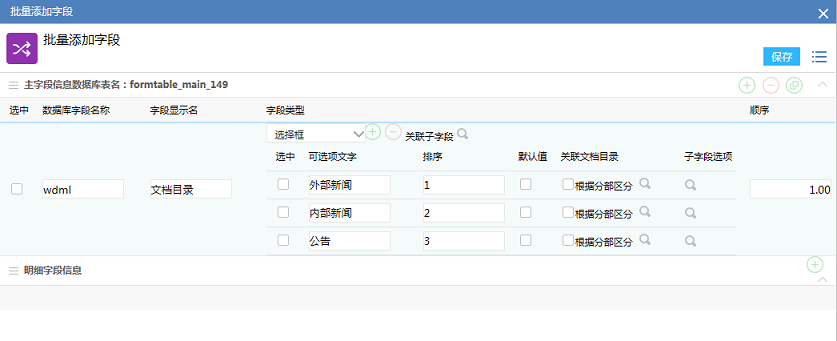 批量添加字段
批量添加字段
保存
主字段信息数据库表名：formtable_main_149
选中 数据库字段名称 字段显示名 字段类型 顺序
选择框 关联子字段
选中 可选项文字 排序 默认值 关联文档目录 子字段选项
wdml 文档目录 外部新闻 1 根据分部区分 1.00
内部新闻 2 根据分部区分
公告 3 根据分部区分
明细字段信息